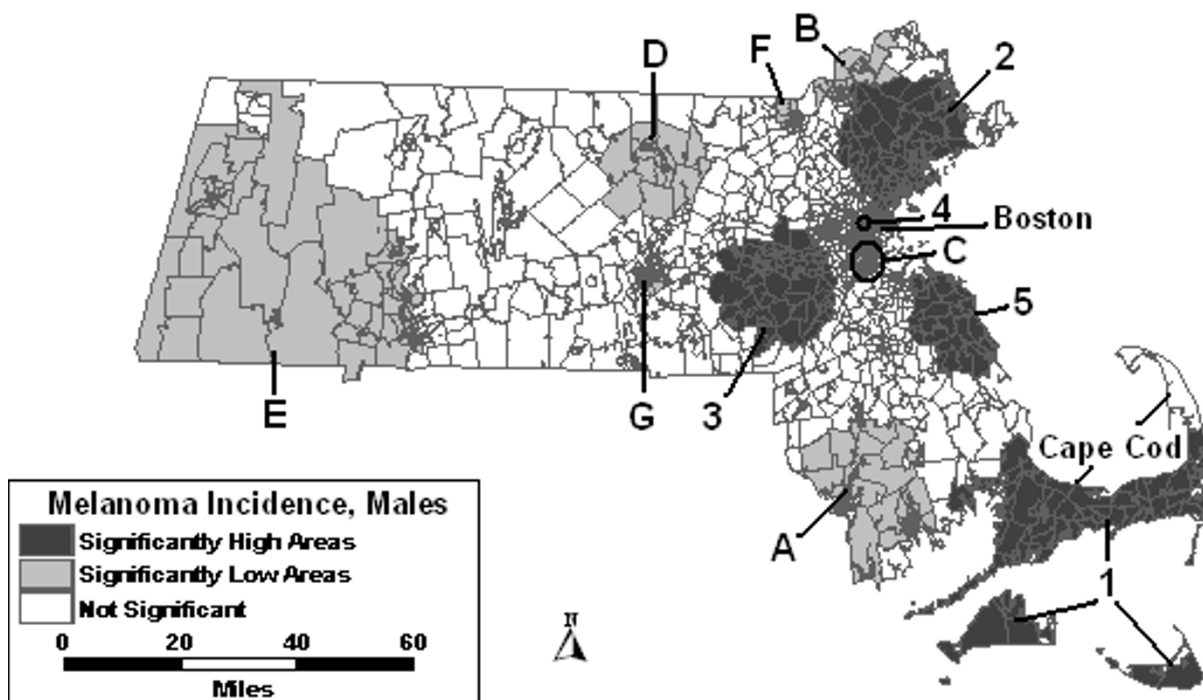 B
2
D
F
4
Boston
C
5
E
G
3
Cape Cod
A
1
Melanoma Incidence, Males
Significantly High Areas
Significantly Low Areas
Not Significant
0 20 40 60
Miles
N